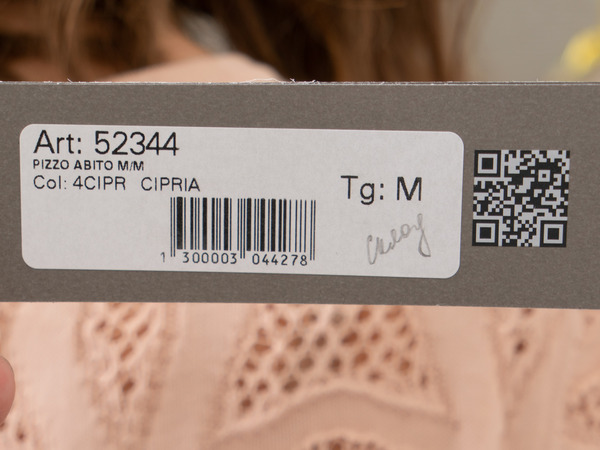 Art: 52344
PIZZO ABITO M/M
Col: 4CIPR CIPRIA
Tg: M
1 300003 044278